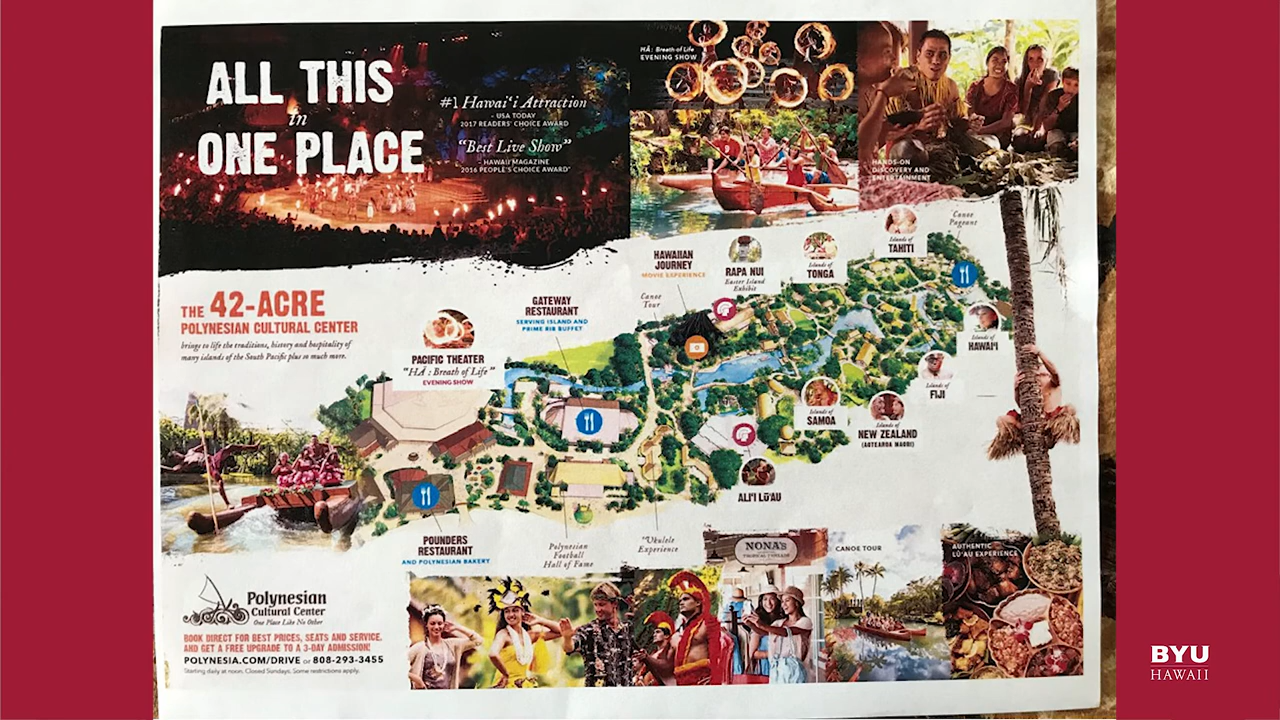 ALL THIS
in
ONE PLACE
#1 Hawai‘i Attraction
- USA TODAY
2017 READERS' CHOICE AWARD
"Best Live Show"
- HAWAII MAGAZINE
2016 PEOPLE'S CHOICE AWARD"
HĀ: Breath of Life
EVENING SHOW
HANDS-ON
DISCOVERY AND
ENTERTAINMENT
THE 42-ACRE
POLYNESIAN CULTURAL CENTER
brings to life the traditions, history and hospitality of
many islands of the South Pacific plus so much more.
PACIFIC THEATER
"HĀ: Breath of Life"
EVENING SHOW
GATEWAY
RESTAURANT
SERVING ISLAND AND
PRIME RIB BUFFET
Canoe
Tour
HAWAIIAN
JOURNEY
MOVIE EXPERIENCE
RAPA NUI
Easter Island
Exhibit
Islands of
TONGA
Islands of
TAHITI
Canoe
Pageant
Islands of
HAWAI‘I
Islands of
FIJI
Islands of
SAMOA
Islands of
NEW ZEALAND
(AOTEAROA MAORI)
ALI‘I LŪ‘AU
POUNDERS
RESTAURANT
AND POLYNESIAN BAKERY
Polynesian
Football
Hall of Fame
‘Ukulele
Experience
NONA'S
CANOE TOUR
AUTHENTIC
LŪ‘AU EXPERIENCE
Polynesian
Cultural Center
One Place Like No Other
BOOK DIRECT FOR BEST PRICES, SEATS AND SERVICE.
AND GET A FREE UPGRADE TO A 3-DAY ADMISSION!
POLYNESIA.COM/DRIVE or 808-293-3455
Starting daily at noon. Closed Sundays. Some restrictions apply.
BYU
HAWAII